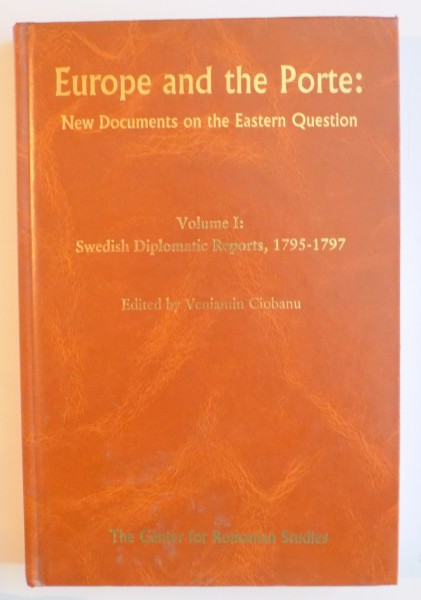 Europe and the Porte:
New Documents on the Eastern Question
Volume I:
Swedish Diplomatic Reports, 1795-1797
Edited by Veniamin Ciobanu
The Center for Romanian Studies